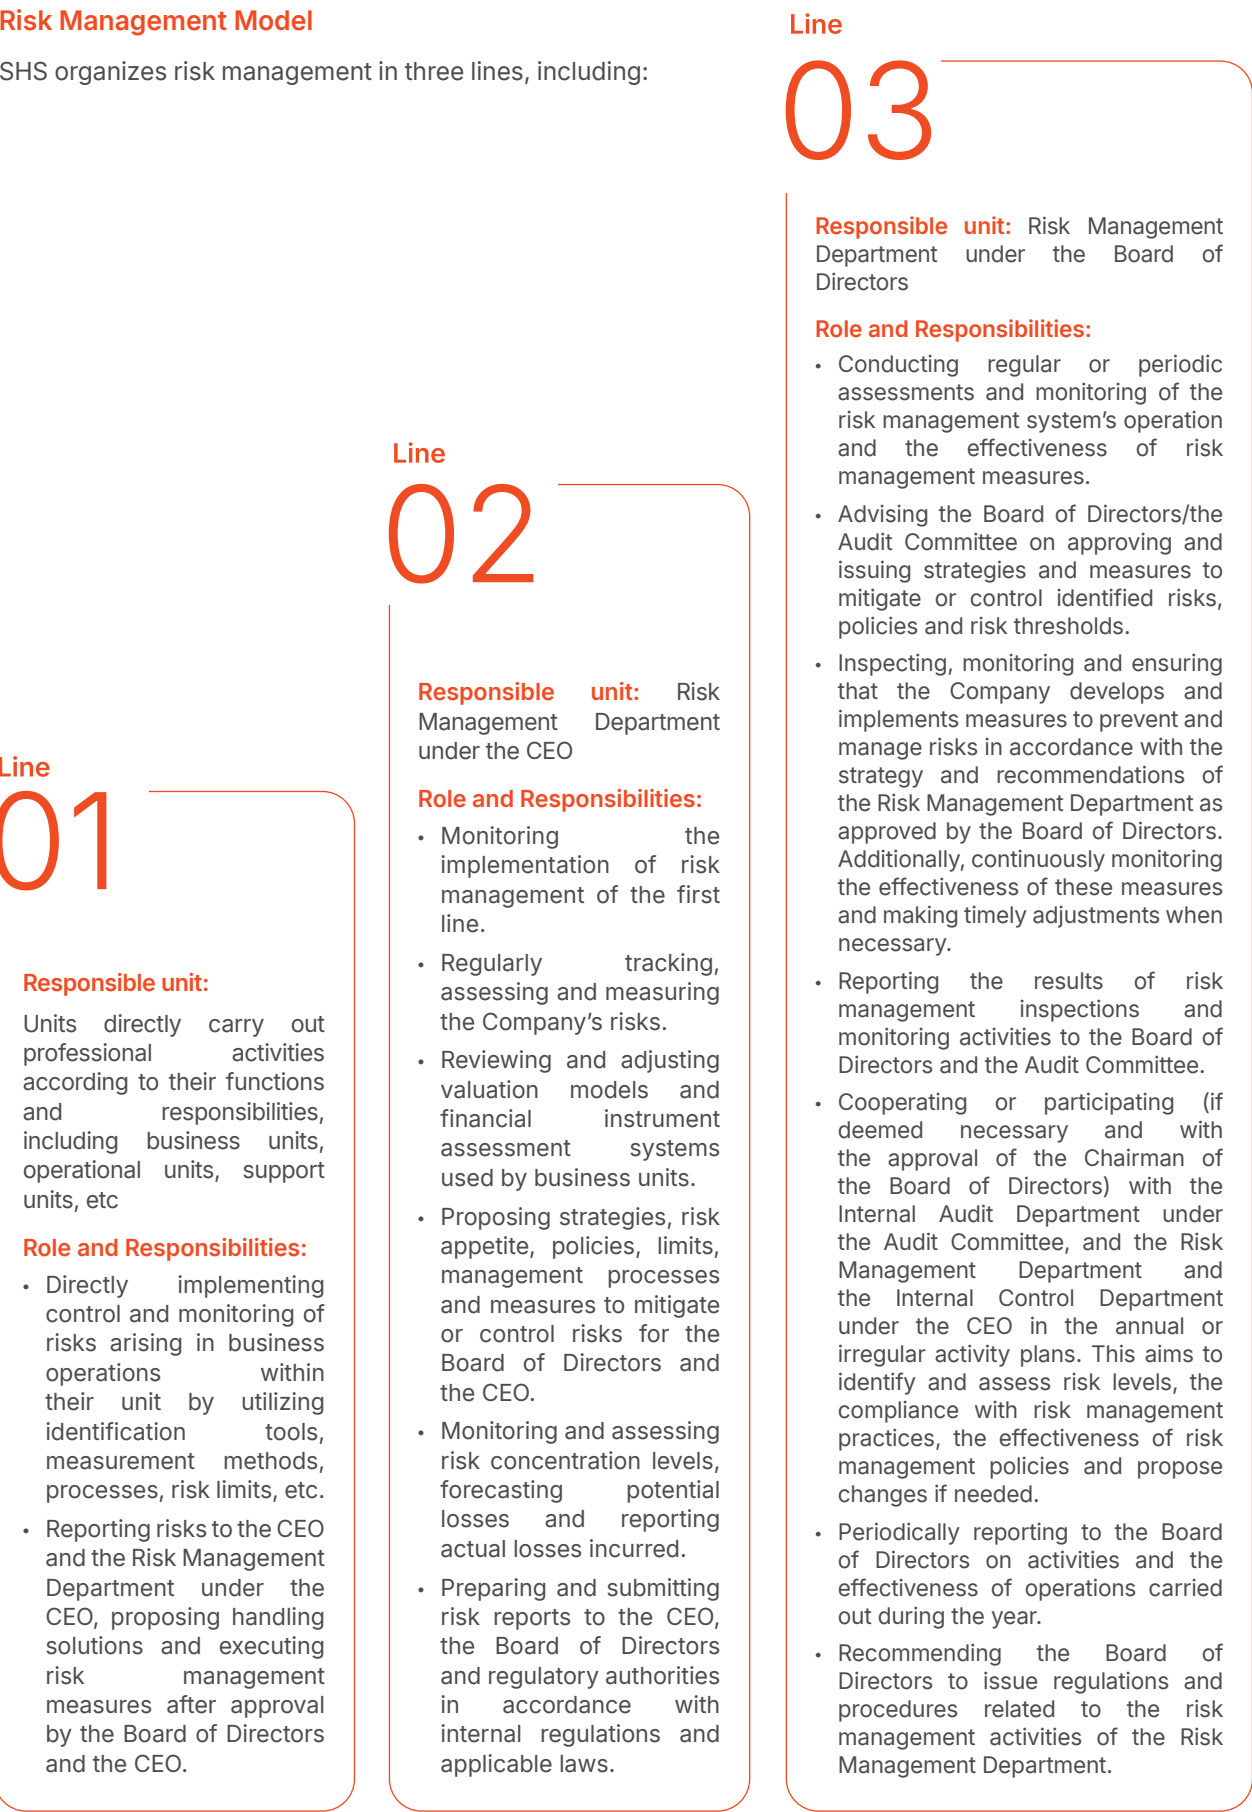 Risk Management Model
SHS organizes risk management in three lines, including:
Line
01
Responsible unit:
Units directly carry out
professional activities
according to their functions
and responsibilities,
including business units,
operational units, support
units, etc
Role and Responsibilities:
• Directly implementing
control and monitoring of
risks arising in business
operations within
their unit by utilizing
identification tools,
measurement methods,
processes, risk limits, etc.
• Reporting risks to the CEO
and the Risk Management
Department under the
CEO, proposing handling
solutions and executing
risk management
measures after approval
by the Board of Directors
and the CEO.
Line
02
Responsible unit: Risk
Management Department
under the CEO
Role and Responsibilities:
• Monitoring the
implementation of risk
management of the first
line.
• Regularly tracking,
assessing and measuring
the Company's risks.
• Reviewing and adjusting
valuation models and
financial instrument
assessment systems
used by business units.
• Proposing strategies, risk
appetite, policies, limits,
management processes
and measures to mitigate
or control risks for the
Board of Directors and
the CEO.
• Monitoring and assessing
risk concentration levels,
forecasting potential
losses and reporting
actual losses incurred.
• Preparing and submitting
risk reports to the CEO,
the Board of Directors
and regulatory authorities
in accordance with
internal regulations and
applicable laws.
Line
03
Responsible unit: Risk Management
Department under the Board of
Directors
Role and Responsibilities:
• Conducting regular or periodic
assessments and monitoring of the
risk management system's operation
and the effectiveness of risk
management measures.
• Advising the Board of Directors/the
Audit Committee on approving and
issuing strategies and measures to
mitigate or control identified risks,
policies and risk thresholds.
• Inspecting, monitoring and ensuring
that the Company develops and
implements measures to prevent and
manage risks in accordance with the
strategy and recommendations of
the Risk Management Department as
approved by the Board of Directors.
Additionally, continuously monitoring
the effectiveness of these measures
and making timely adjustments when
necessary.
• Reporting the results of risk
management inspections and
monitoring activities to the Board of
Directors and the Audit Committee.
• Cooperating or participating (if
deemed necessary and with
the approval of the Chairman of
the Board of Directors) with the
Internal Audit Department under
the Audit Committee, and the Risk
Management Department and
the Internal Control Department
under the CEO in the annual or
irregular activity plans. This aims to
identify and assess risk levels, the
compliance with risk management
practices, the effectiveness of risk
management policies and propose
changes if needed.
• Periodically reporting to the Board
of Directors on activities and the
effectiveness of operations carried
out during the year.
• Recommending the Board of
Directors to issue regulations and
procedures related to the risk
management activities of the Risk
Management Department.